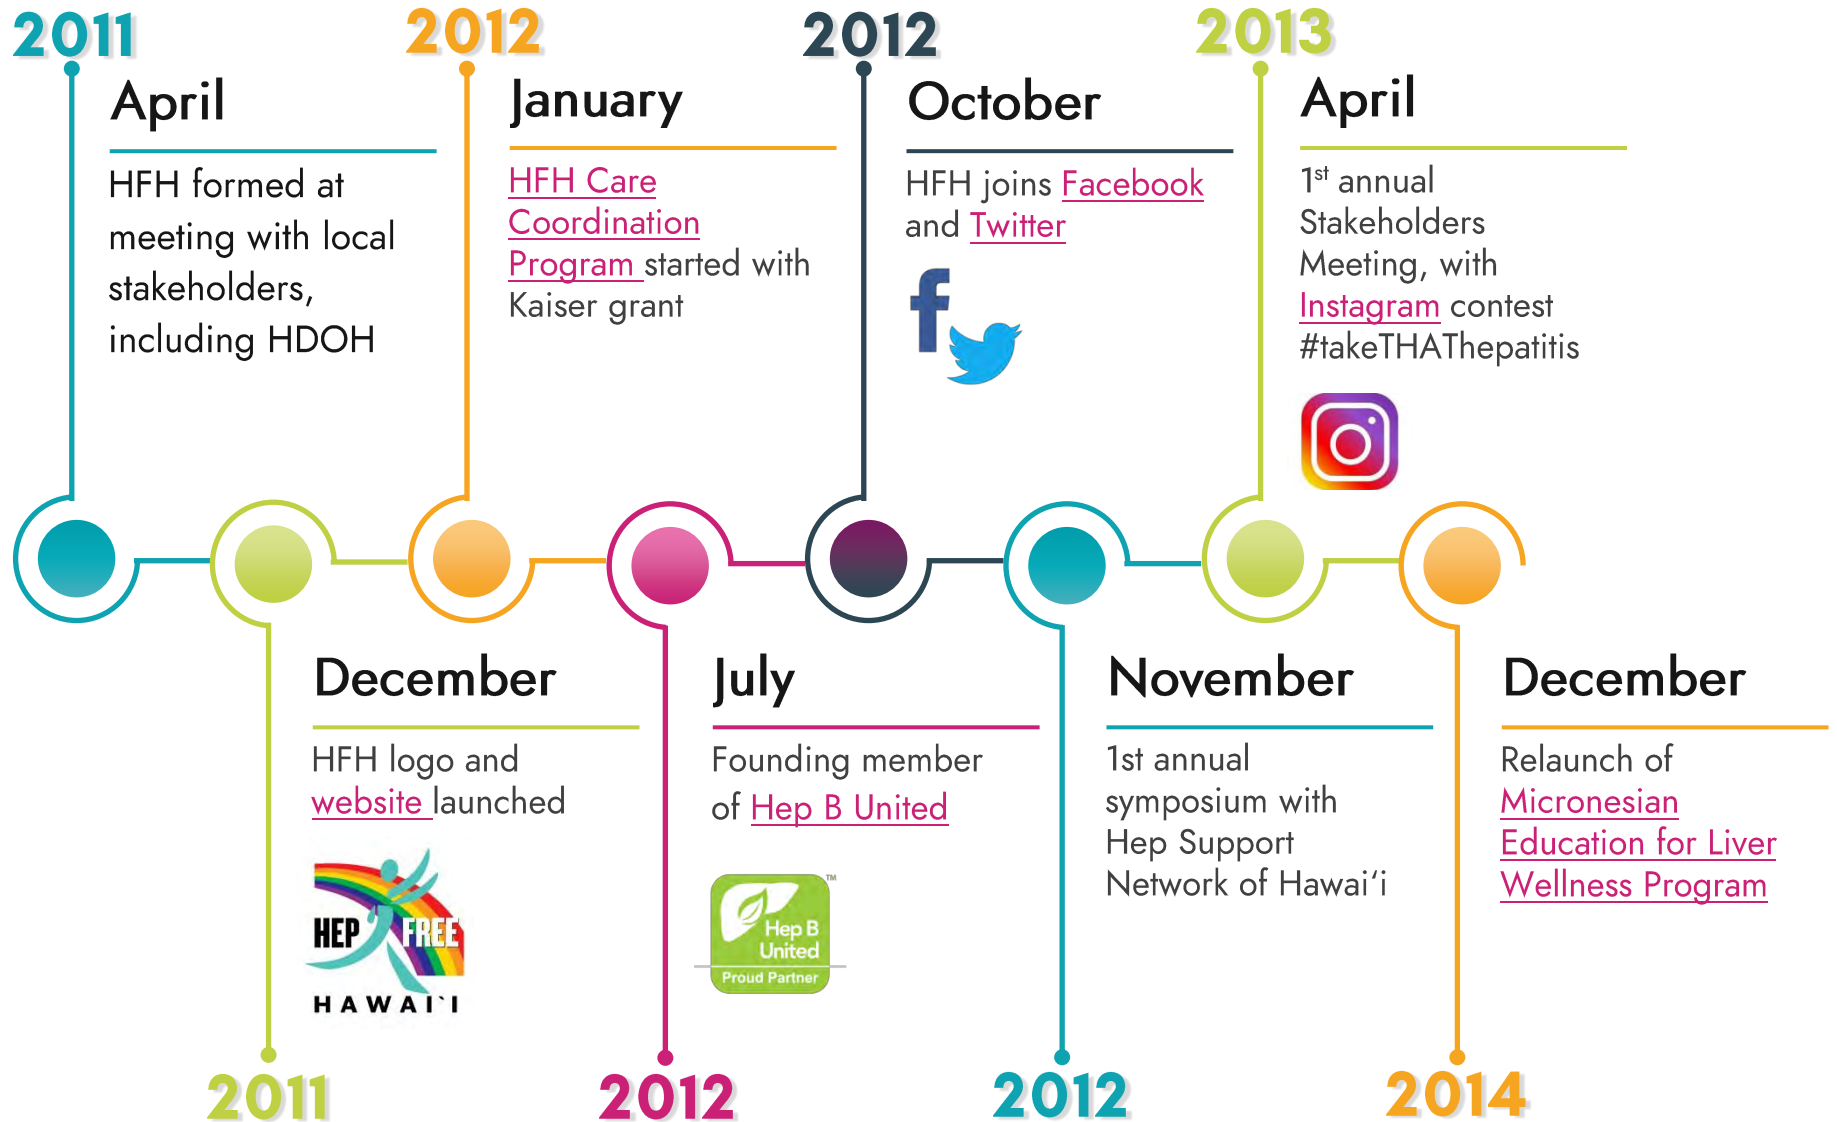 2011
April
HFH formed at
meeting with local
stakeholders,
including HDOH
2012
January
HFH Care
Coordination
Program started with
Kaiser grant
2012
October
HFH joins Facebook
and Twitter
2013
April
1st annual
Stakeholders
Meeting, with
Instagram contest
#takeTHAThepatitis
December
HFH logo and
website launched
HEP FREE
HAWAI`I
2011
July
Founding member
of Hep B United
Hep B
United
TM
Proud Partner
2012
November
1st annual
symposium with
Hep Support
Network of Hawai‘i
2012
December
Relaunch of
Micronesian
Education for Liver
Wellness Program
2014